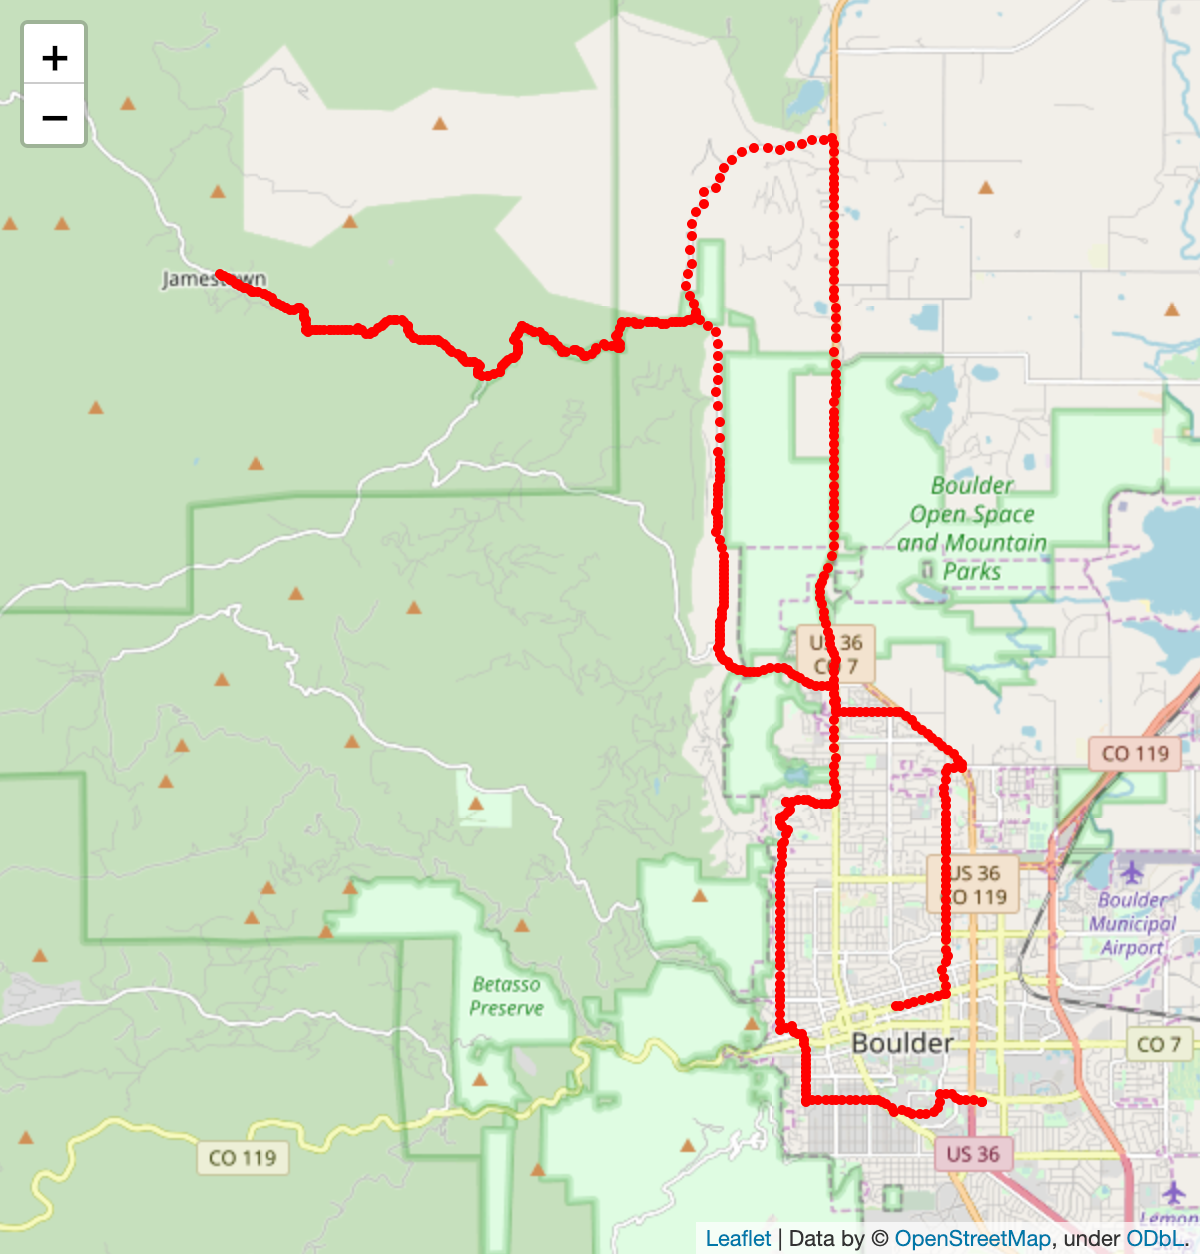 +
−
Jamestown
Boulder
Open Space
and Mountain
Parks
US 36
CO 7
CO 119
US 36
CO 119
Boulder
Municipal
Airport
Betasso
Preserve
Boulder
CO 7
CO 119
US 36
Leaflet | Data by © OpenStreetMap, under ODbL.